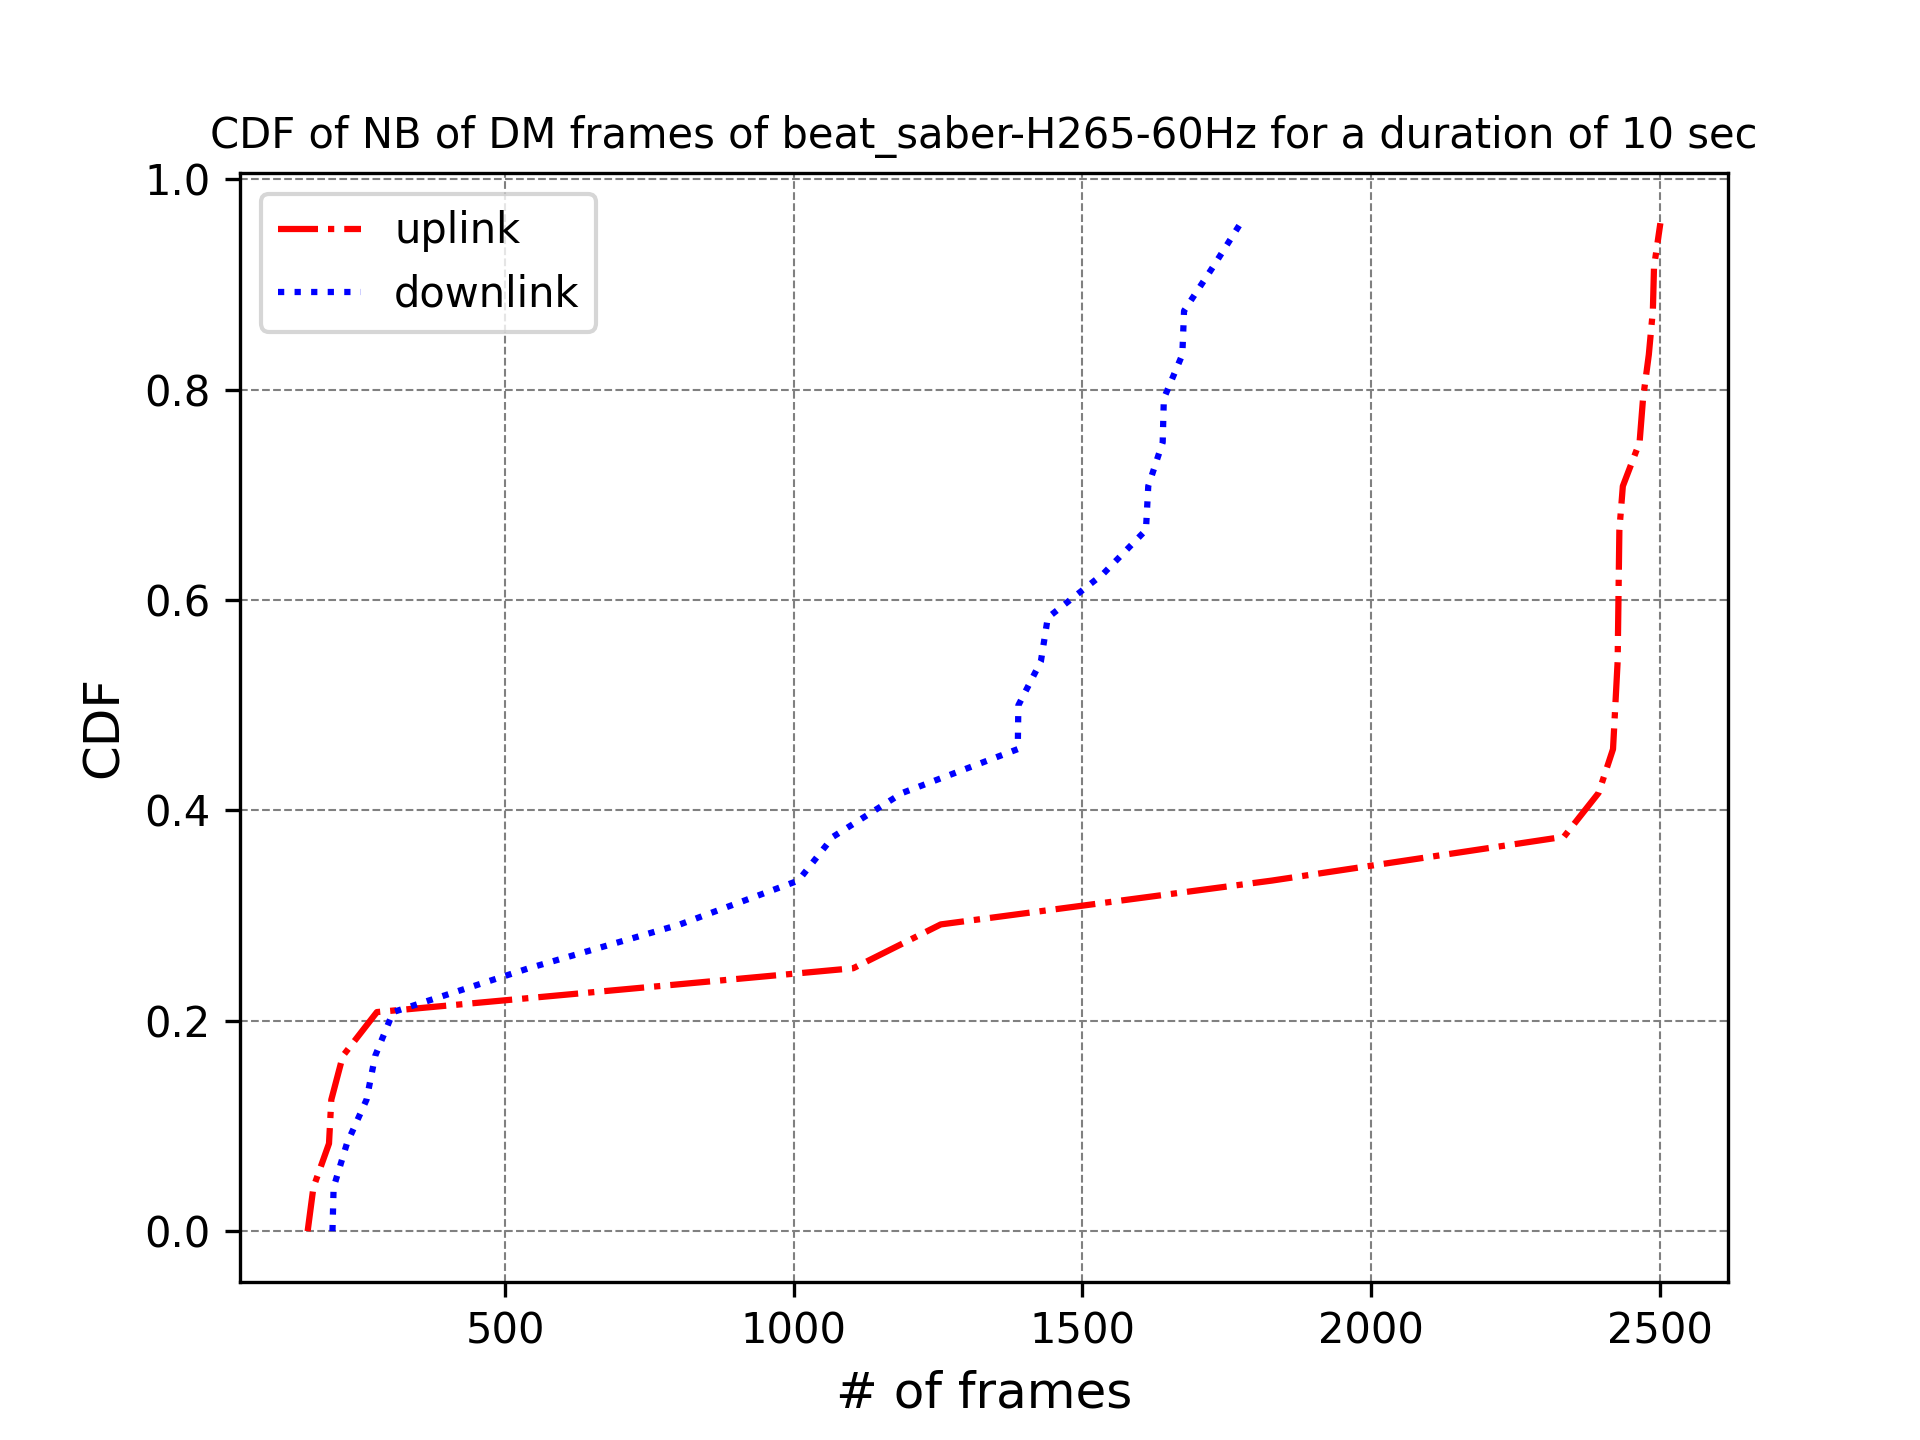 CDF of NB of DM frames of beat_saber-H265-60Hz for a duration of 10 sec
1.0
uplink
downlink
0.8
0.6
CDF
0.4
0.2
0.0
500 1000 1500 2000 2500
# of frames